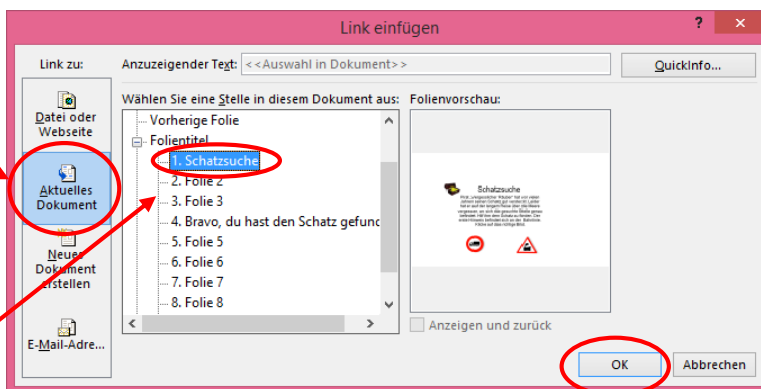 Link einfügen
? ×
Link zu:
Anzuzeigender Text: <<Auswahl in Dokument>>
QuickInfo...
Datei oder Webseite
Aktuelles Dokument
Neues Dokument erstellen
E-Mail-Adre...
Wählen Sie eine Stelle in diesem Dokument aus:
Vorherige Folie
Folientitel
1. Schatzsuche
2. Folie 2
3. Folie 3
4. Bravo, du hast den Schatz gefunc
5. Folie 5
6. Folie 6
7. Folie 7
8. Folie 8
Folienvorschau:
Schatzsuche
Anzeigen und zurück
OK
Abbrechen